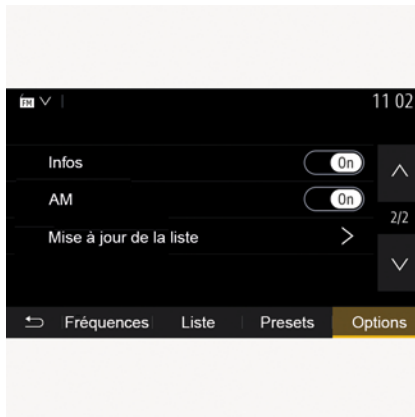 FM 11 02
Infos On
AM On
2/2
Mise à jour de la liste
Fréquences Liste Presets Options